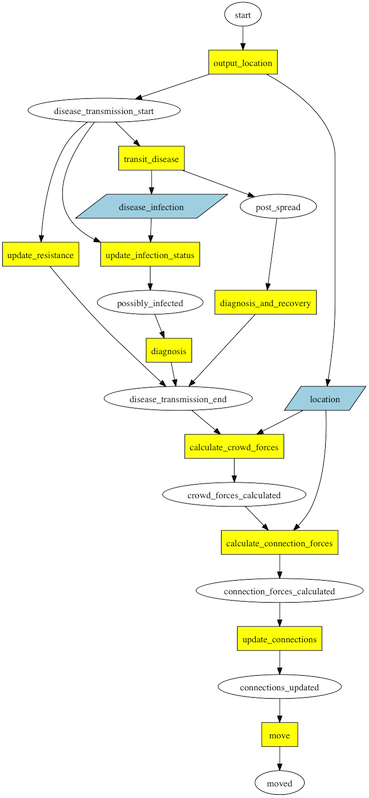 start
output_location
disease_transmission_start
transit_disease
disease_infection
post_spread
update_resistance
update_infection_status
possibly_infected
diagnosis_and_recovery
diagnosis
disease_transmission_end
location
calculate_crowd_forces
crowd_forces_calculated
calculate_connection_forces
connection_forces_calculated
update_connections
connections_updated
move
moved